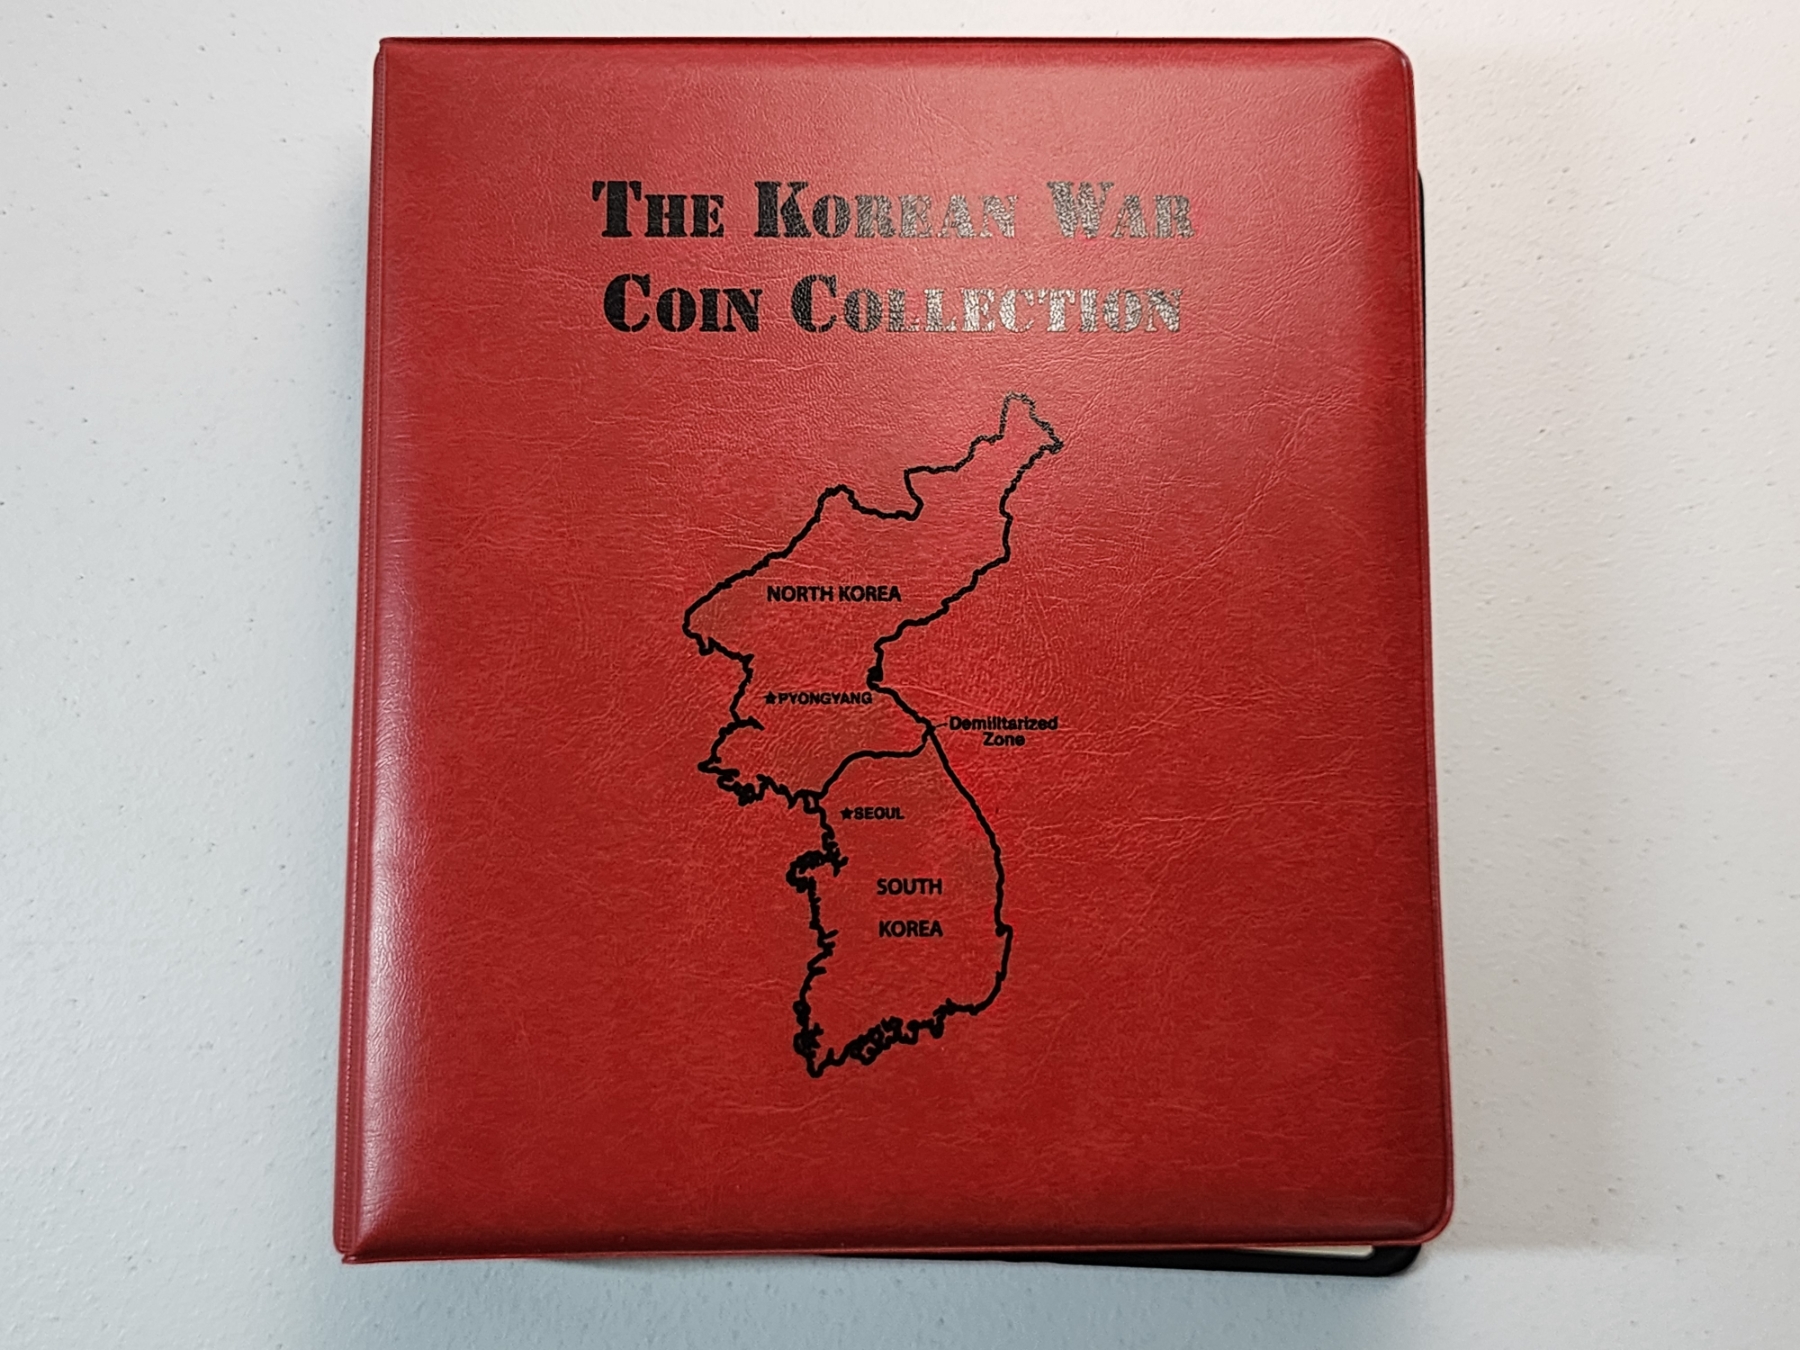 THE KOREAN WAR
COIN COLLECTION
NORTH KOREA
★PYONGYANG
Demilitarized
Zone
★SEOUL
SOUTH
KOREA